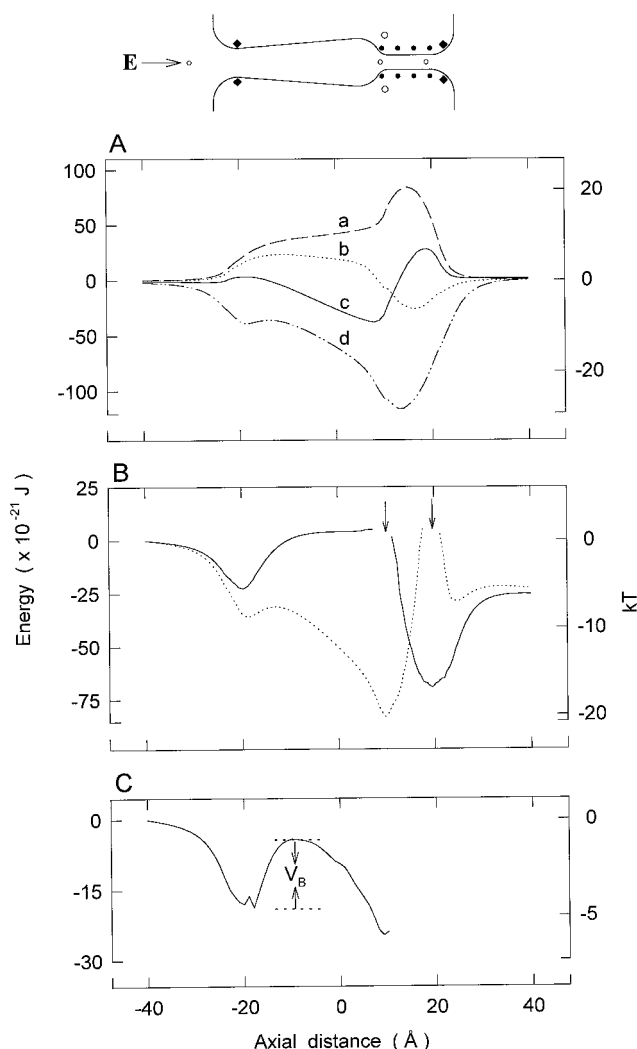 E
A
100
50
0
-50
-100
20
0
-20
a
b
c
d
B
25
0
-25
-50
-75
0
-10
-20
Energy ( x 10⁻²¹ J )
kT
C
0
-15
-30
0
-5
V_B
-40 -20 0 20 40
Axial distance ( Å )